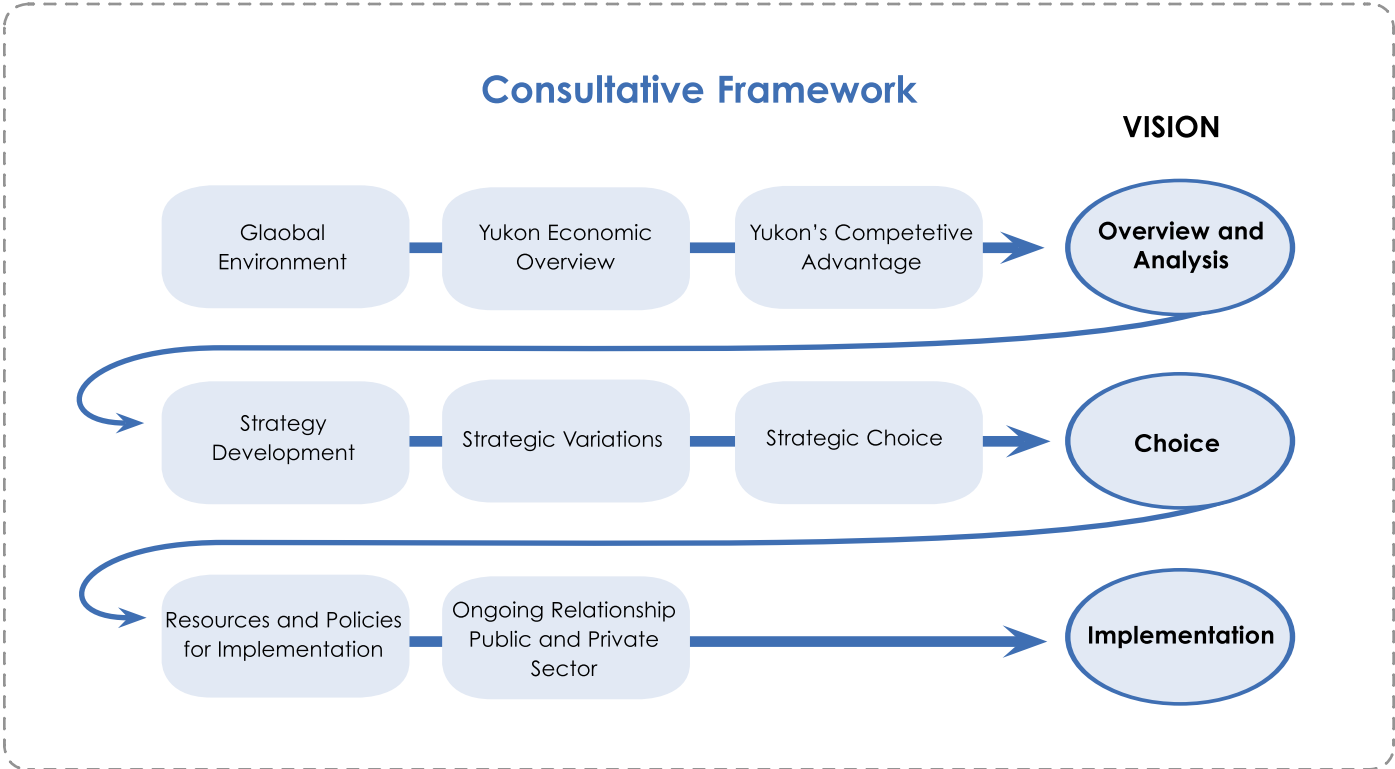 Consultative Framework
VISION
Glaobal
Environment
Yukon Economic
Overview
Yukon’s Competetive
Advantage
Overview and
Analysis
Strategy
Development
Strategic Variations
Strategic Choice
Choice
Resources and Policies
for Implementation
Ongoing Relationship
Public and Private
Sector
Implementation